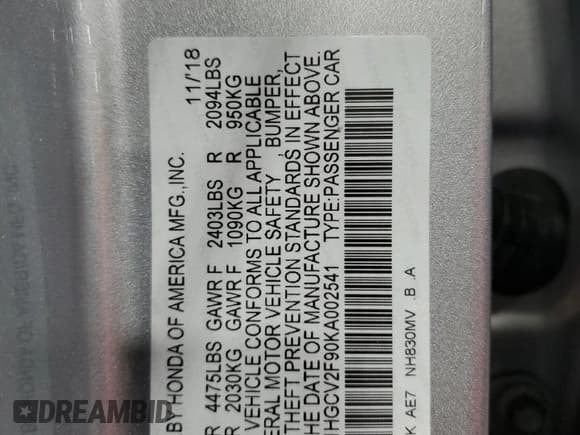 11/18
BY HONDA OF AMERICA MFG.,INC.
4475LBS GAWR F 2403LBS R 2094LBS
2030KG GAWR F 1090KG R 950KG
VEHICLE CONFORMS TO ALL APPLICABLE
MOTOR VEHICLE SAFETY, BUMPER,
THEFT PREVENTION STANDARDS IN EFFECT
THE DATE OF MANUFACTURE SHOWN ABOVE.
1HGCV2F90KA002541 TYPE:PASSENGER CAR
K AE7 NH830MV .B .A
DREAMBID